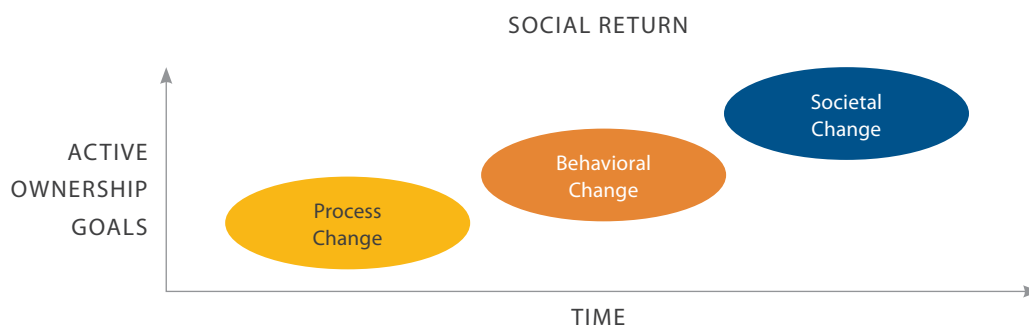 SOCIAL RETURN
Societal
Change
Behavioral
Change
Process
Change
ACTIVE
OWNERSHIP
GOALS
TIME